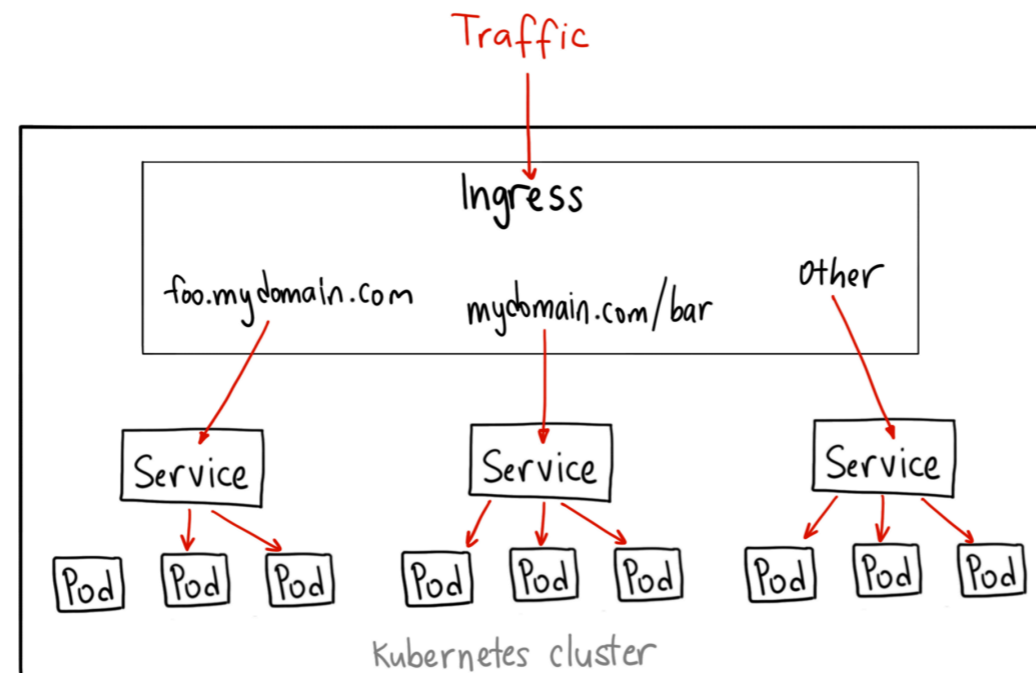 Traffic
Ingress
foo.mydomain.com
mydomain.com/bar
Other
Service
Service
Service
Pod
Pod
Pod
Pod
Pod
Pod
Pod
Pod
Pod
Kubernetes cluster